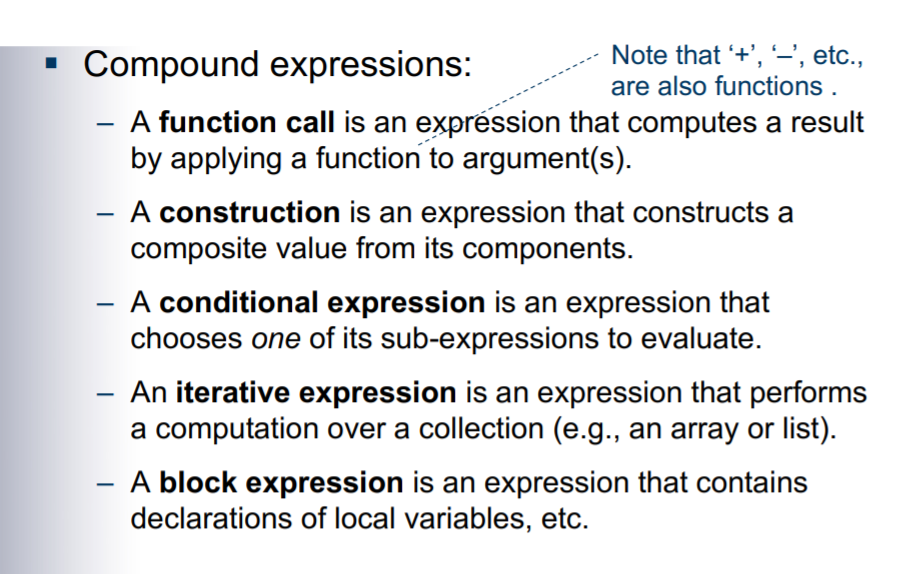 ▪ Compound expressions:
Note that ‘+’, ‘–’, etc.,
are also functions .
– A function call is an expression that computes a result
by applying a function to argument(s).
– A construction is an expression that constructs a
composite value from its components.
– A conditional expression is an expression that
chooses one of its sub-expressions to evaluate.
– An iterative expression is an expression that performs
a computation over a collection (e.g., an array or list).
– A block expression is an expression that contains
declarations of local variables, etc.